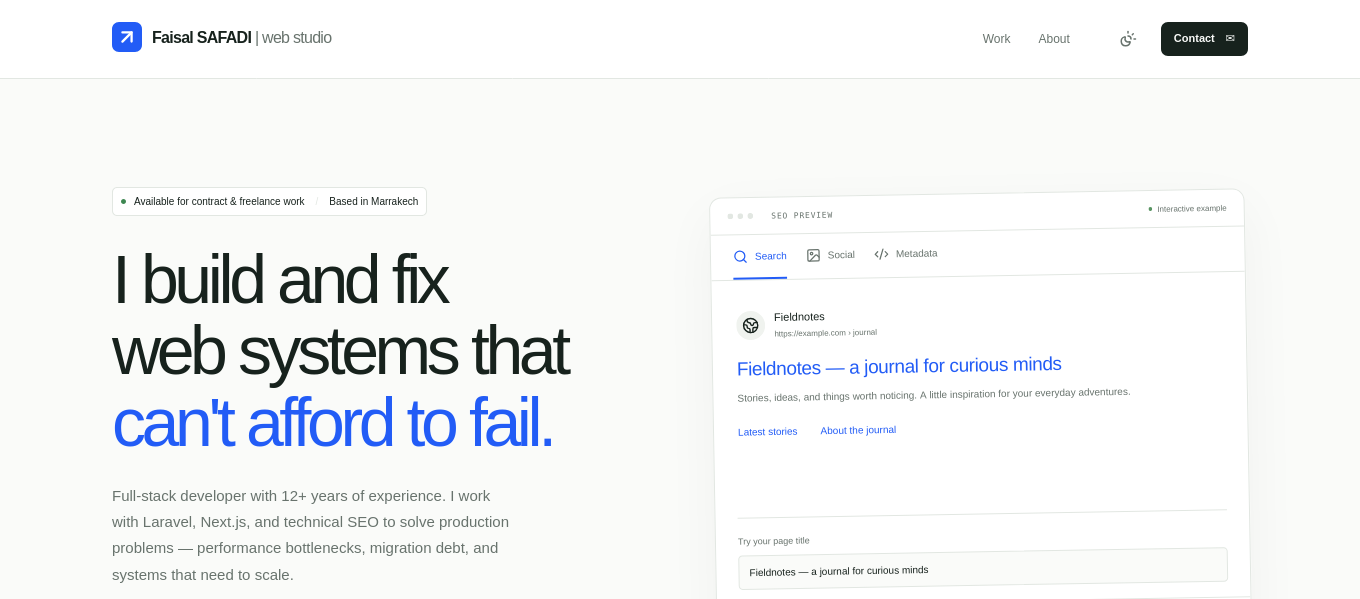 Faisal SAFADI | web studio
Work
About
Contact ✉
Available for contract & freelance work / Based in Marrakech
I build and fix
web systems that
can't afford to fail.
Full-stack developer with 12+ years of experience. I work
with Laravel, Next.js, and technical SEO to solve production
problems — performance bottlenecks, migration debt, and
systems that need to scale.
SEO PREVIEW
Interactive example
Search
Social
Metadata
Fieldnotes
https://example.com › journal
Fieldnotes — a journal for curious minds
Stories, ideas, and things worth noticing. A little inspiration for your everyday adventures.
Latest stories
About the journal
Try your page title
Fieldnotes — a journal for curious minds